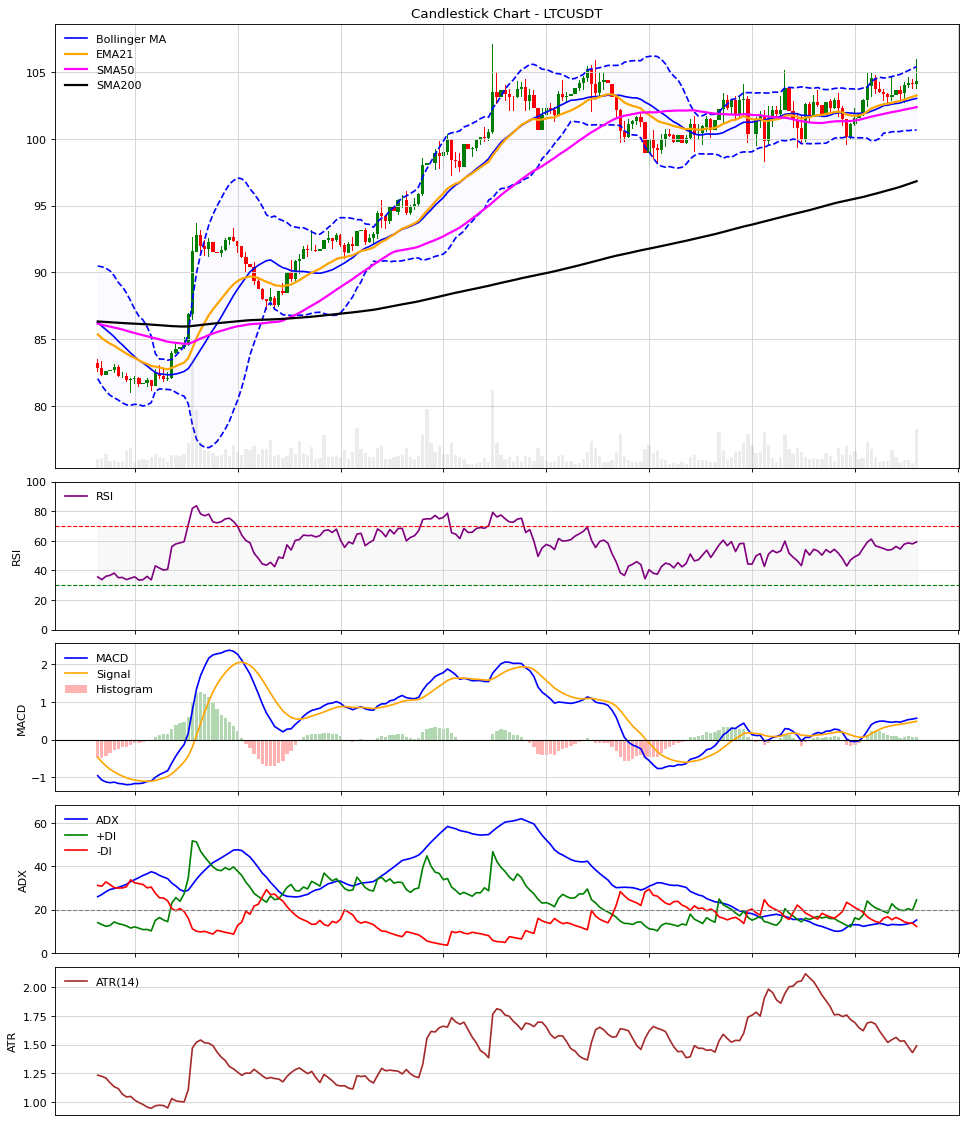 Candlestick Chart - LTCUSDT
Bollinger MA
EMA21
SMA50
SMA200
105
100
95
90
85
80
RSI
100
80
60
40
20
0
RSI
MACD
Signal
Histogram
2
1
0
−1
MACD
ADX
+DI
-DI
60
40
20
0
ADX
ATR(14)
2.00
1.75
1.50
1.25
1.00
ATR